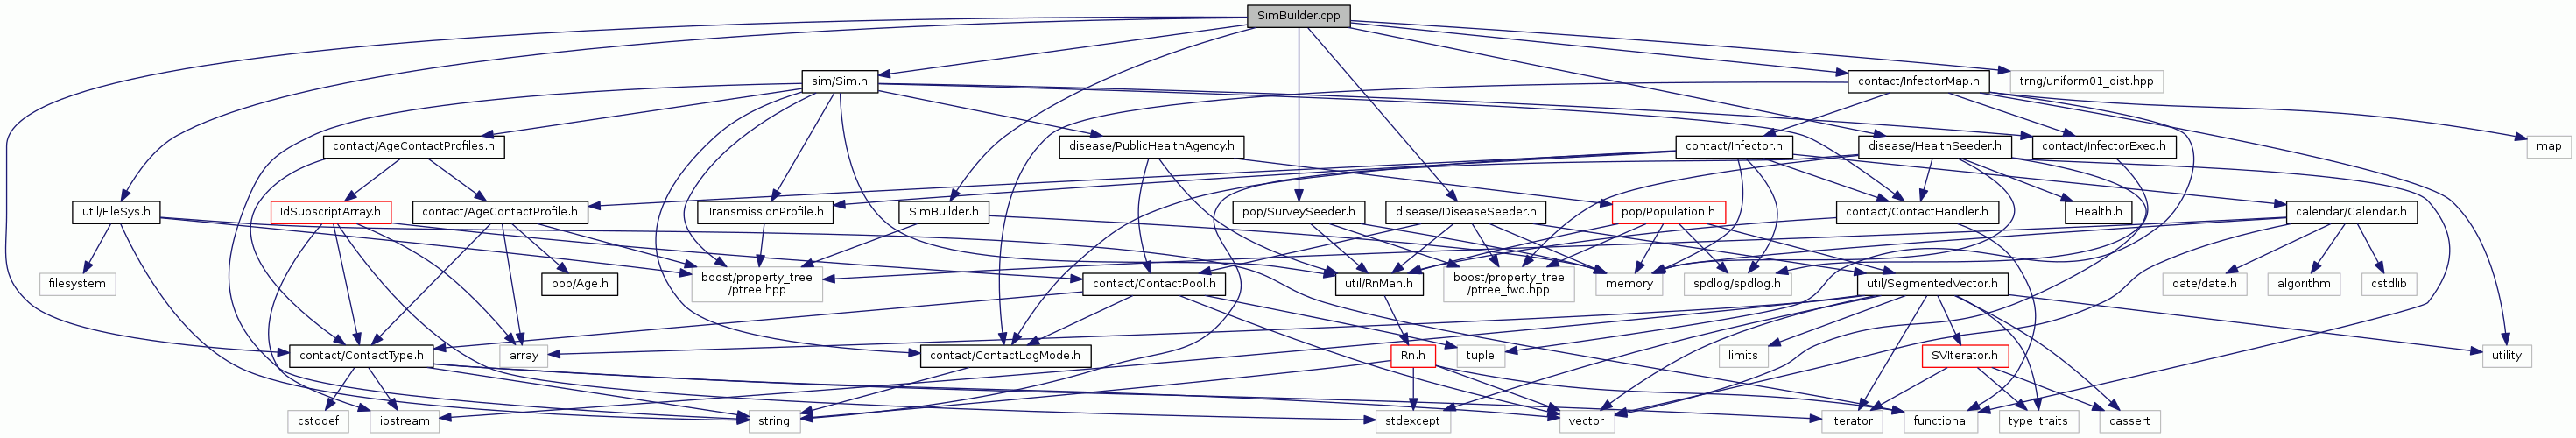 SimBuilder.cpp
sim/Sim.h
contact/InfectorMap.h
trng/uniform01_dist.hpp
contact/AgeContactProfiles.h
disease/PublicHealthAgency.h
contact/Infector.h
disease/HealthSeeder.h
contact/InfectorExec.h
map
util/FileSys.h
IdSubscriptArray.h
contact/AgeContactProfile.h
TransmissionProfile.h
SimBuilder.h
pop/SurveySeeder.h
disease/DiseaseSeeder.h
pop/Population.h
contact/ContactHandler.h
Health.h
calendar/Calendar.h
filesystem
pop/Age.h
boost/property_tree
/ptree.hpp
contact/ContactPool.h
util/RnMan.h
boost/property_tree
/ptree_fwd.hpp
memory
spdlog/spdlog.h
util/SegmentedVector.h
date/date.h
algorithm
cstdlib
contact/ContactType.h
array
contact/ContactLogMode.h
Rn.h
tuple
limits
SVIterator.h
utility
cstddef
iostream
string
stdexcept
vector
iterator
functional
type_traits
cassert